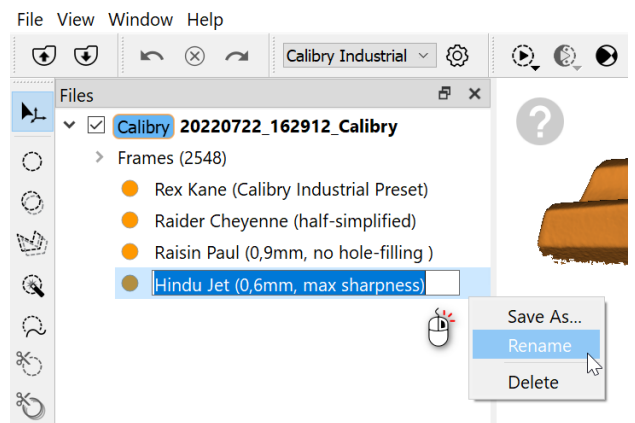 File View Window Help
Calibry Industrial
Files
Calibry 20220722_162912_Calibry
Frames (2548)
Rex Kane (Calibry Industrial Preset)
Raider Cheyenne (half-simplified)
Raisin Paul (0,9mm, no hole-filling )
Hindu Jet (0,6mm, max sharpness)
Save As...
Rename
Delete
?